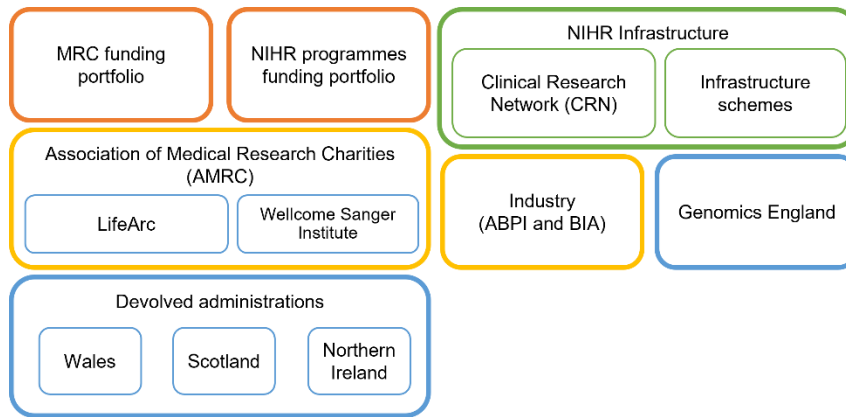 MRC funding
portfolio
NIHR programmes
funding portfolio
NIHR Infrastructure
Clinical Research
Network (CRN)
Infrastructure
schemes
Association of Medical Research Charities
(AMRC)
LifeArc
Wellcome Sanger
Institute
Industry
(ABPI and BIA)
Genomics England
Devolved administrations
Wales
Scotland
Northern
Ireland